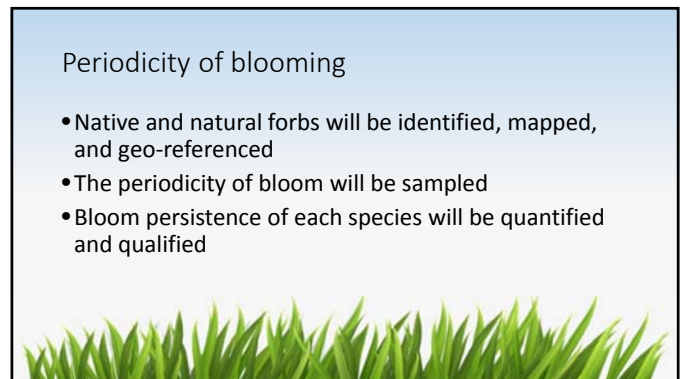 Periodicity of blooming
•Native and natural forbs will be identified, mapped,
and geo-referenced
•The periodicity of bloom will be sampled
•Bloom persistence of each species will be quantified
and qualified